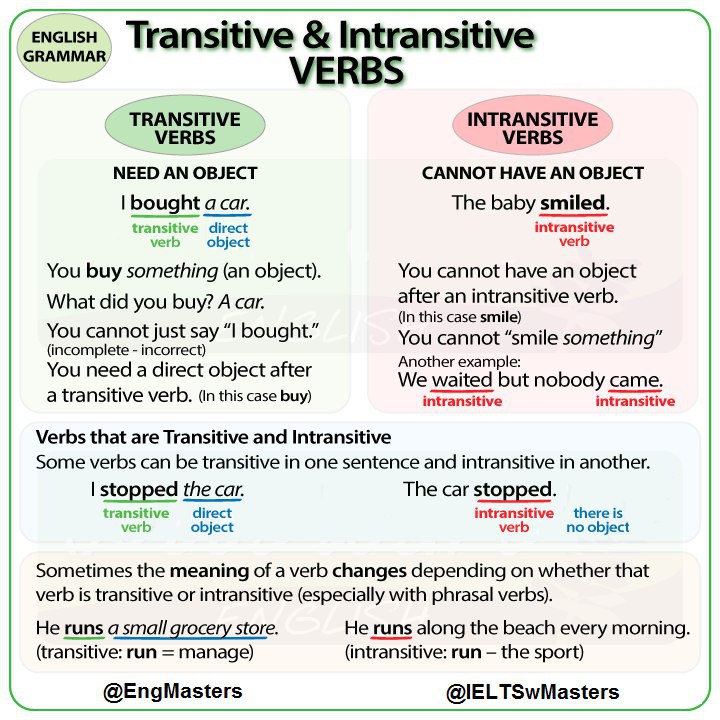 ENGLISH
GRAMMAR
Transitive & Intransitive
VERBS
TRANSITIVE
VERBS
NEED AN OBJECT
I bought a car.
transitive
verb
direct
object
You buy something (an object).
What did you buy? A car.
You cannot just say “I bought.”
(incomplete - incorrect)
You need a direct object after
a transitive verb. (In this case buy)
INTRANSITIVE
VERBS
CANNOT HAVE AN OBJECT
The baby smiled.
intransitive
verb
You cannot have an object
after an intransitive verb.
(In this case smile)
You cannot “smile something”
Another example:
We waited but nobody came.
intransitive intransitive
Verbs that are Transitive and Intransitive
Some verbs can be transitive in one sentence and intransitive in another.
I stopped the car.
transitive
verb
direct
object
The car stopped.
intransitive
verb
there is
no object
Sometimes the meaning of a verb changes depending on whether that
verb is transitive or intransitive (especially with phrasal verbs).
He runs a small grocery store.
(transitive: run = manage)
He runs along the beach every morning.
(intransitive: run – the sport)
@EngMasters
@IELTSwMasters